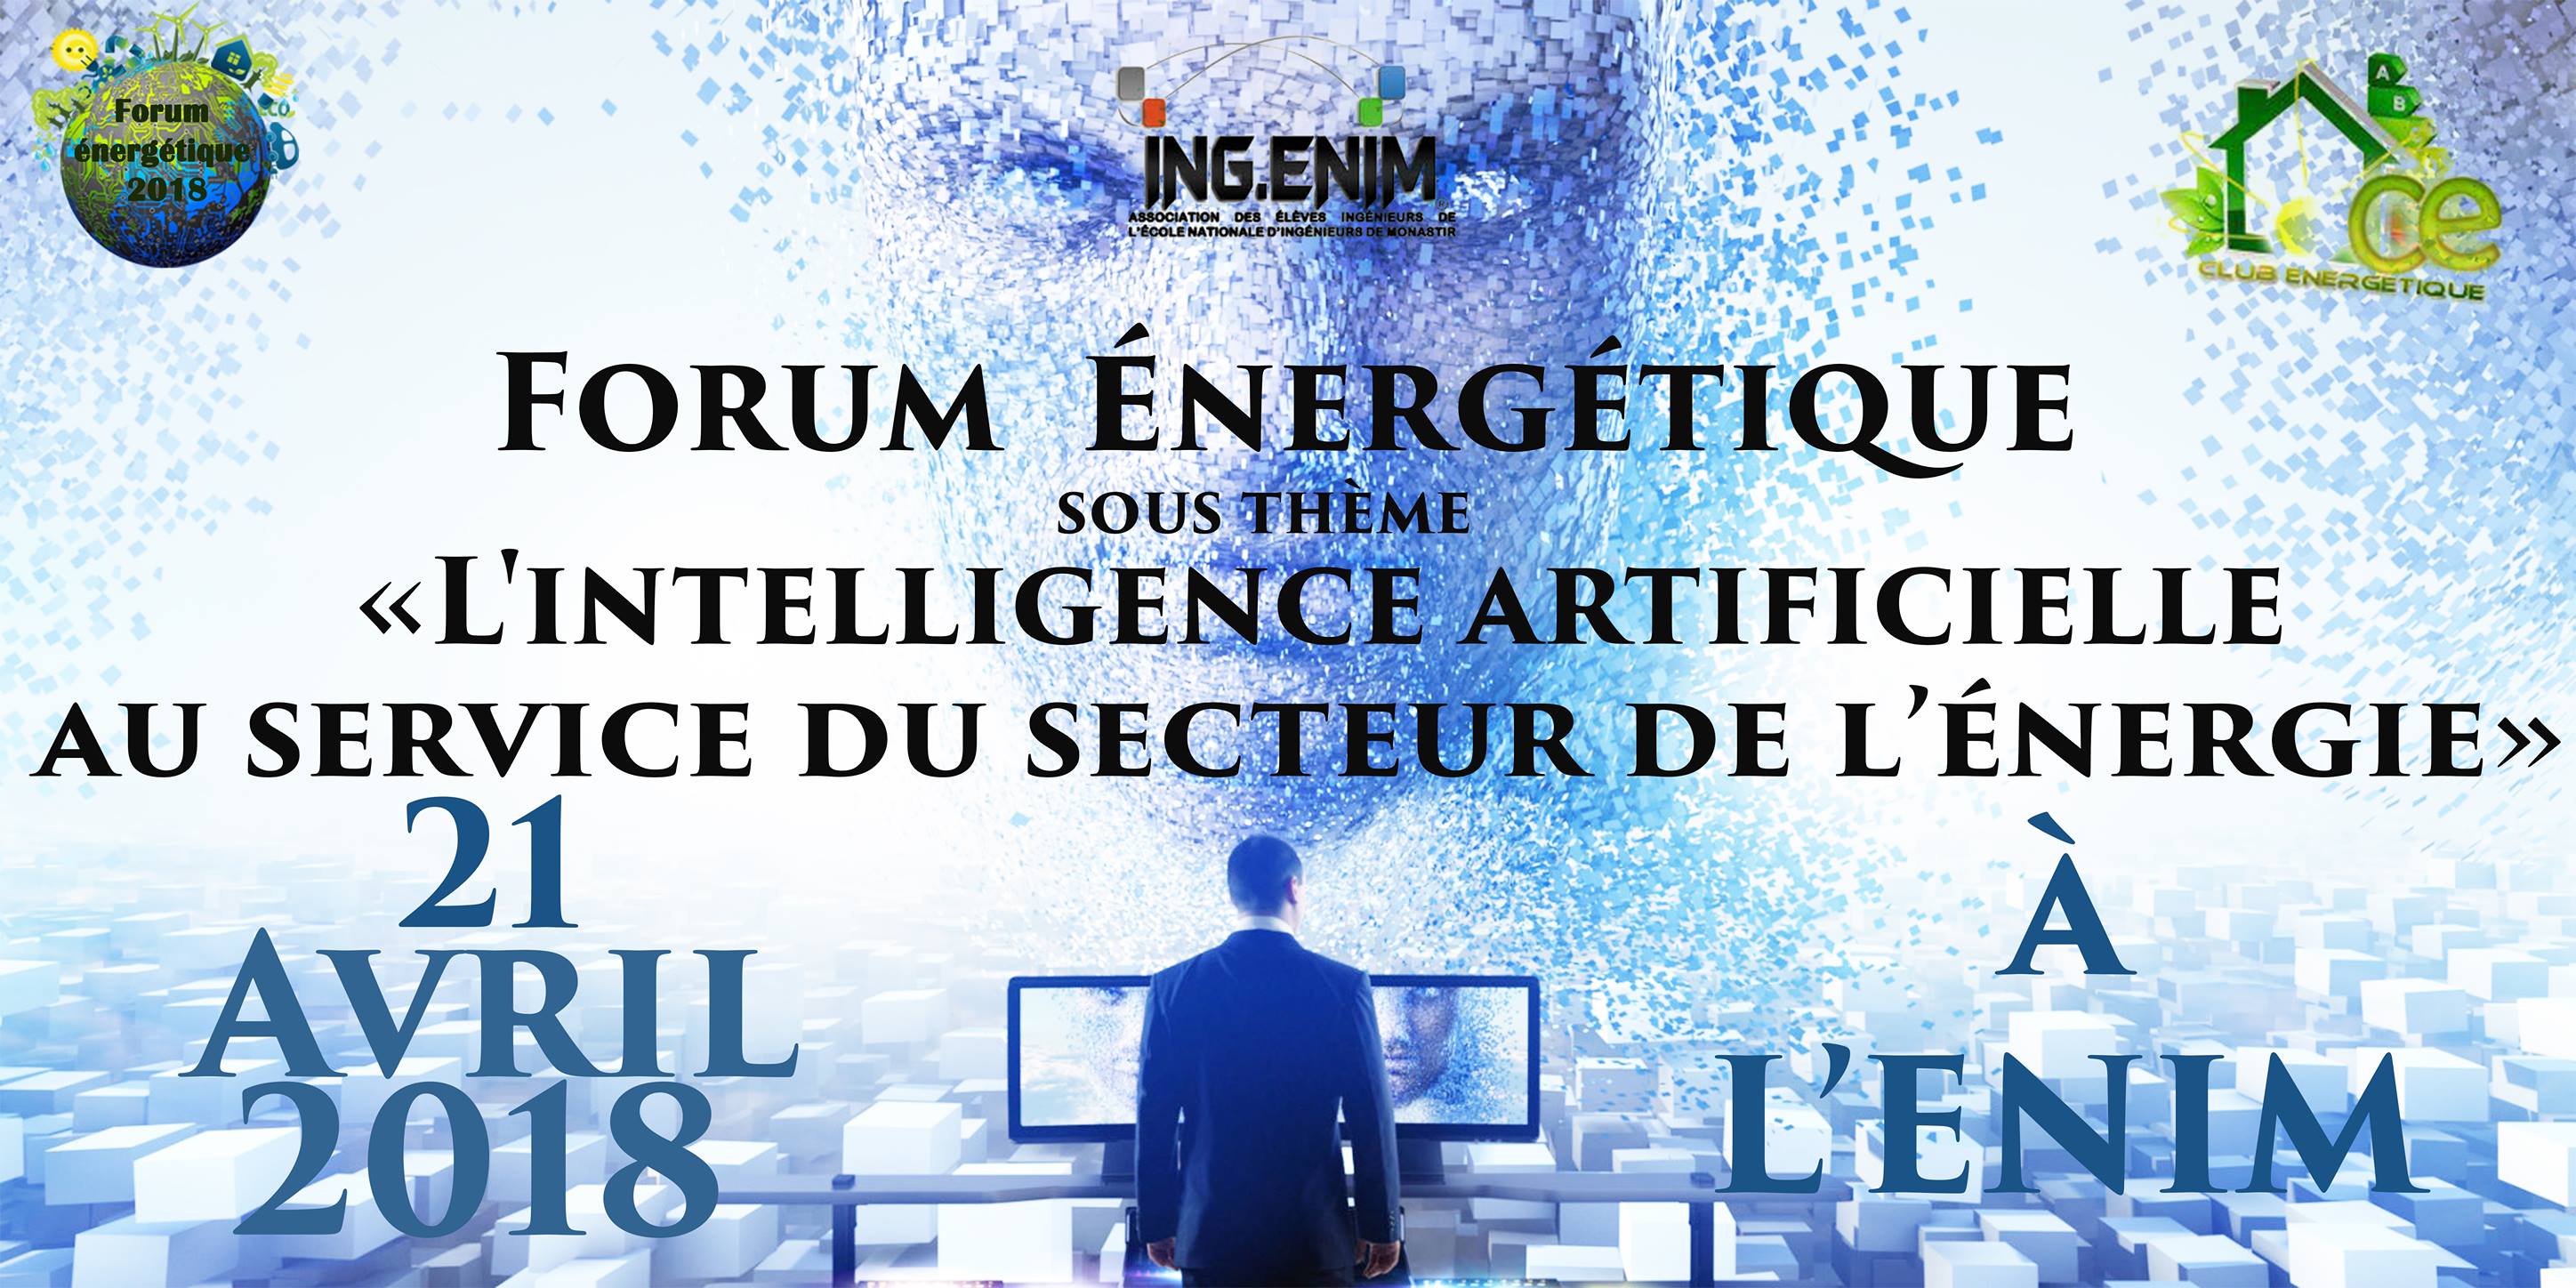 Forum
énergétique
2018
ING.ENIM
ASSOCIATION DES ÉLÈVES INGÉNIEURS DE
L'ÉCOLE NATIONALE D'INGÉNIEURS DE MONASTIR
A
B
ce
CLUB ENERGETIQUE
FORUM ÉNERGÉTIQUE
SOUS THÈME
«L'INTELLIGENCE ARTIFICIELLE
AU SERVICE DU SECTEUR DE L’ÉNERGIE»
21
AVRIL
2018
À
L’ENIM